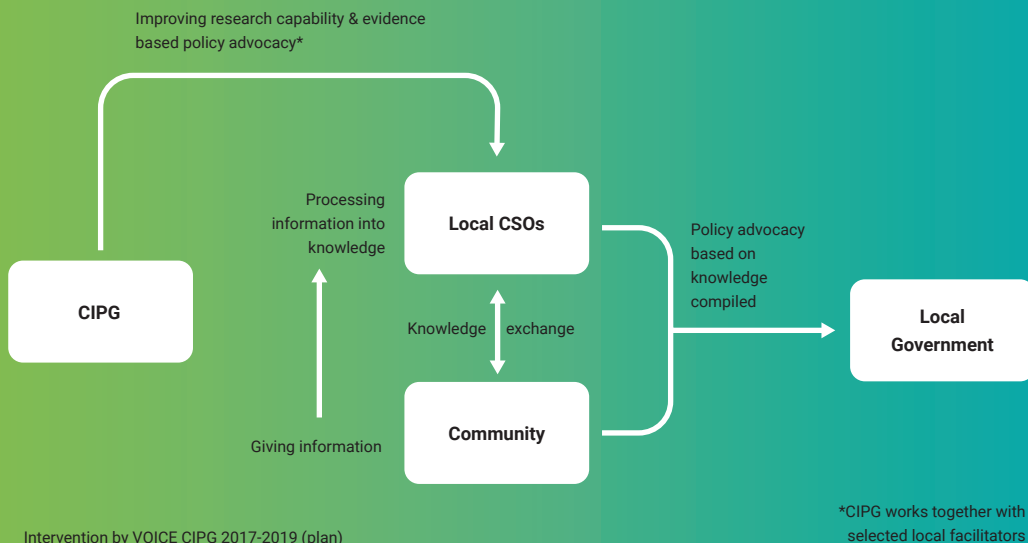 Improving research capability & evidence
based policy advocacy*
Processing
information into
knowledge
Local CSOs
Policy advocacy
based on
knowledge
compiled
CIPG
Local
Government
Knowledge exchange
Giving information
Community
*CIPG works together with
selected local facilitators
Intervention by VOICE CIPG 2017-2019 (plan)